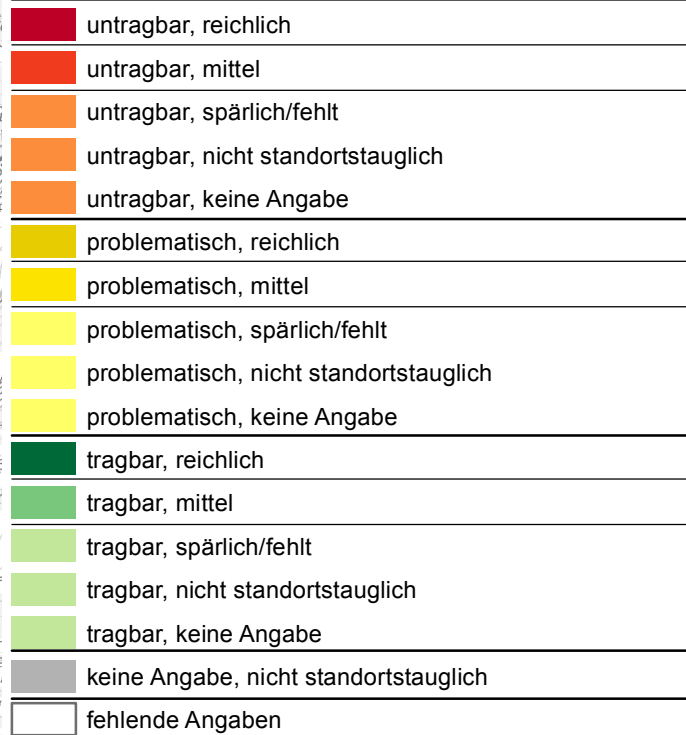 untragbar, reichlich
untragbar, mittel
untragbar, spärlich/fehlt
untragbar, nicht standortstauglich
untragbar, keine Angabe
problematisch, reichlich
problematisch, mittel
problematisch, spärlich/fehlt
problematisch, nicht standortstauglich
problematisch, keine Angabe
tragbar, reichlich
tragbar, mittel
tragbar, spärlich/fehlt
tragbar, nicht standortstauglich
tragbar, keine Angabe
keine Angabe, nicht standortstauglich
fehlende Angaben